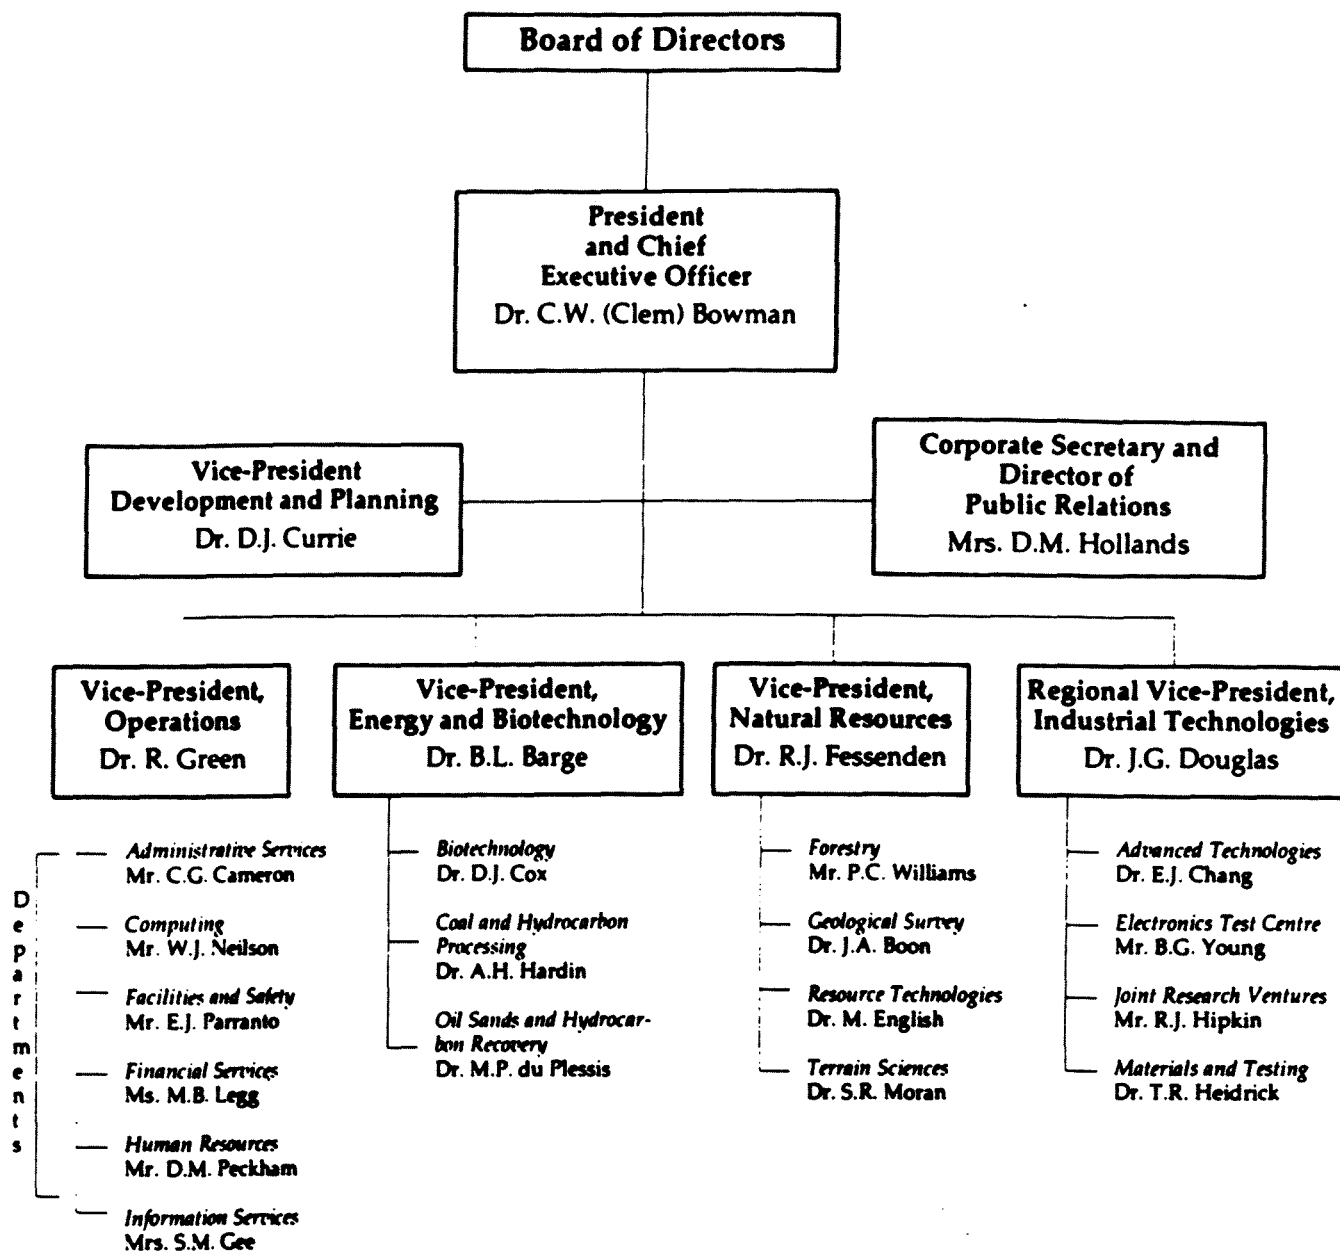 Board of Directors
President
and Chief
Executive Officer
Dr. C.W. (Clem) Bowman
Vice-President
Development and Planning
Dr. D.J. Currie
Corporate Secretary and
Director of
Public Relations
Mrs. D.M. Hollands
Vice-President,
Operations
Dr. R. Green
Vice-President,
Energy and Biotechnology
Dr. B.L. Barge
Vice-President,
Natural Resources
Dr. R.J. Fessenden
Regional Vice-President,
Industrial Technologies
Dr. J.G. Douglas
Departments
Administrative Services
Mr. C.G. Cameron
Computing
Mr. W.J. Neilson
Facilities and Safety
Mr. E.J. Parranto
Financial Services
Ms. M.B. Legg
Human Resources
Mr. D.M. Peckham
Information Services
Mrs. S.M. Gee
Biotechnology
Dr. D.J. Cox
Coal and Hydrocarbon
Processing
Dr. A.H. Hardin
Oil Sands and Hydrocar-
bon Recovery
Dr. M.P. du Plessis
Forestry
Mr. P.C. Williams
Geological Survey
Dr. J.A. Boon
Resource Technologies
Dr. M. English
Terrain Sciences
Dr. S.R. Moran
Advanced Technologies
Dr. E.J. Chang
Electronics Test Centre
Mr. B.G. Young
Joint Research Ventures
Mr. R.J. Hipkin
Materials and Testing
Dr. T.R. Heidrick